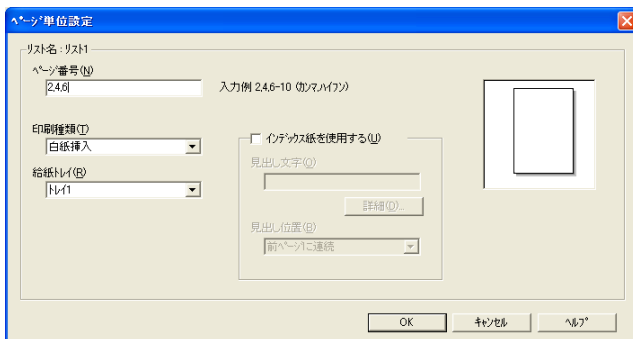 ページ単位設定
リスト名 : リスト1
ページ番号(N)
2,4,6
入力例 2,4,6-10 (カンマ,ハイフン)
印刷種類(T)
白紙挿入
給紙トレイ(R)
トレイ1
インデックス紙を使用する(U)
見出し文字(O)
詳細(D)...
見出し位置(B)
前ページに連続
OK
キャンセル
ヘルプ